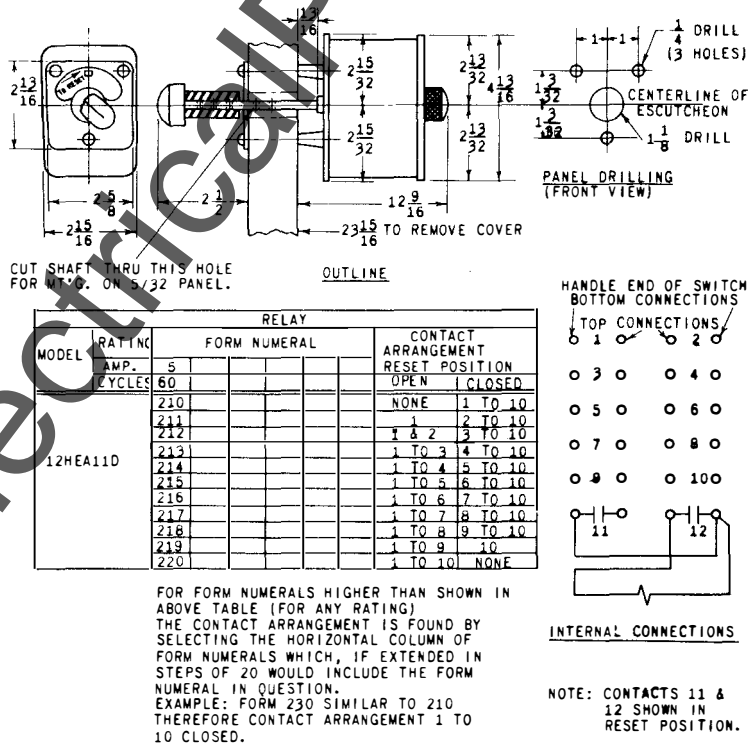 13/16
2 13/16
TO RESET
2 5/8
2 15/16
2 1/2
2 15/32
2 15/32
2 13/32
2 13/32
4 13/16
12 9/16
23 15/16 TO REMOVE COVER
CUT SHAFT THRU THIS HOLE
FOR MT'G. ON 5/32 PANEL.
OUTLINE
1 1
1/4 DRILL
(3 HOLES)
1 3/32
1 3/32
CENTERLINE OF
ESCUTCHEON
1 1/8 DRILL
PANEL DRILLING
(FRONT VIEW)
RELAY
MODEL RATING FORM NUMERAL CONTACT
ARRANGEMENT
AMP. 5 RESET POSITION
CYCLES 60 OPEN CLOSED
12HEA11D
210 NONE 1 TO 10
211 1 2 TO 10
212 1 & 2 3 TO 10
213 1 TO 3 4 TO 10
214 1 TO 4 5 TO 10
215 1 TO 5 6 TO 10
216 1 TO 6 7 TO 10
217 1 TO 7 8 TO 10
218 1 TO 8 9 TO 10
219 1 TO 9 10
220 1 TO 10 NONE
FOR FORM NUMERALS HIGHER THAN SHOWN IN
ABOVE TABLE (FOR ANY RATING)
THE CONTACT ARRANGEMENT IS FOUND BY
SELECTING THE HORIZONTAL COLUMN OF
FORM NUMERALS WHICH, IF EXTENDED IN
STEPS OF 20 WOULD INCLUDE THE FORM
NUMERAL IN QUESTION.
EXAMPLE: FORM 230 SIMILAR TO 210
THEREFORE CONTACT ARRANGEMENT 1 TO
10 CLOSED.
HANDLE END OF SWITCH
BOTTOM CONNECTIONS
TOP CONNECTIONS
1 2
3 4
5 6
7 8
9 10
11 12
INTERNAL CONNECTIONS
NOTE: CONTACTS 11 &
12 SHOWN IN
RESET POSITION.